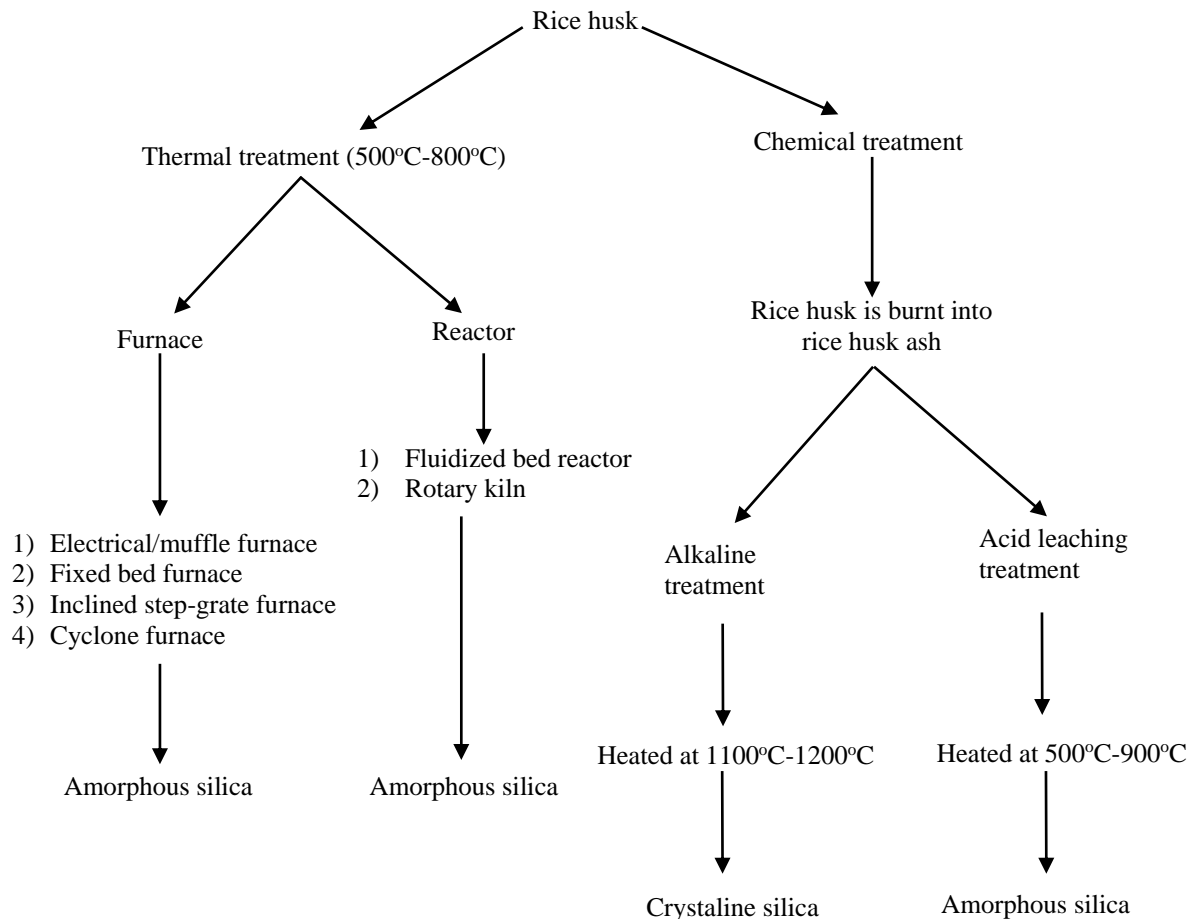 Rice husk
Thermal treatment (500°C-800°C)
Chemical treatment
Furnace
Reactor
Rice husk is burnt into
rice husk ash
1) Fluidized bed reactor
2) Rotary kiln
1) Electrical/muffle furnace
2) Fixed bed furnace
3) Inclined step-grate furnace
4) Cyclone furnace
Alkaline
treatment
Acid leaching
treatment
Heated at 1100°C-1200°C
Heated at 500°C-900°C
Amorphous silica
Amorphous silica
Crystaline silica
Amorphous silica